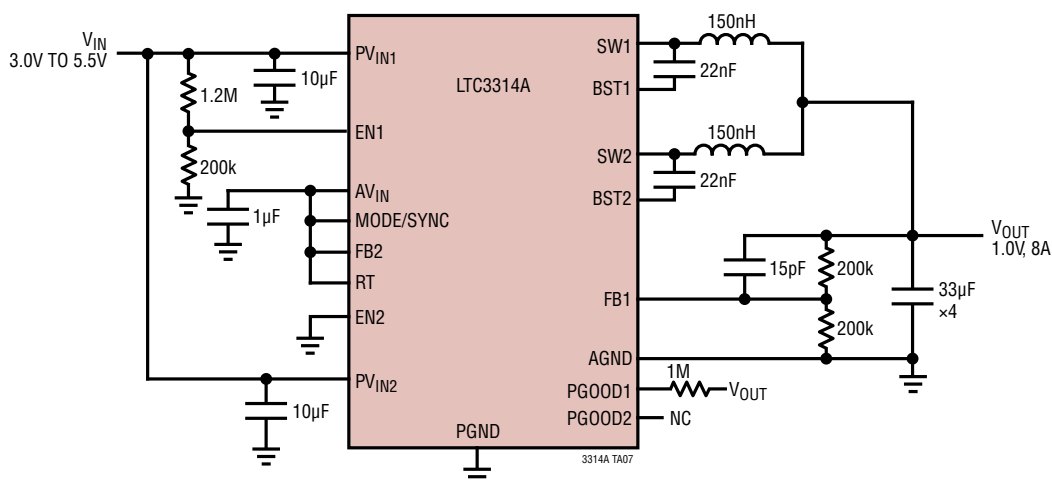 V_IN
3.0V TO 5.5V
PV_IN1
10µF
1.2M
EN1
200k
AV_IN
1µF
MODE/SYNC
FB2
RT
EN2
PV_IN2
10µF
LTC3314A
PGND
SW1
150nH
22nF
BST1
150nH
SW2
22nF
BST2
V_OUT
1.0V, 8A
15pF
200k
33µF
×4
FB1
200k
AGND
1M
PGOOD1
V_OUT
PGOOD2
NC
3314A TA07